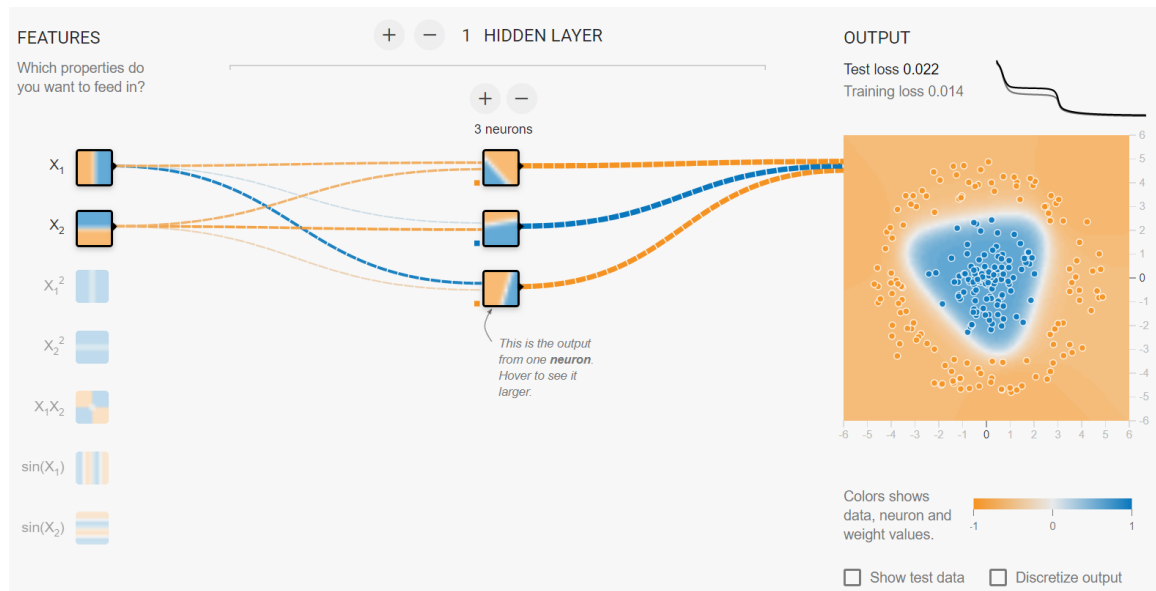 FEATURES
Which properties do
you want to feed in?
+ − 1 HIDDEN LAYER
+ −
3 neurons
X₁
X₂
X₁²
X₂²
X₁X₂
sin(X₁)
sin(X₂)
This is the output
from one neuron.
Hover to see it
larger.
OUTPUT
Test loss 0.022
Training loss 0.014
6
5
4
3
2
1
0
-1
-2
-3
-4
-5
-6
-6 -5 -4 -3 -2 -1 0 1 2 3 4 5 6
Colors shows
data, neuron and
weight values.
-1 0 1
Show test data
Discretize output